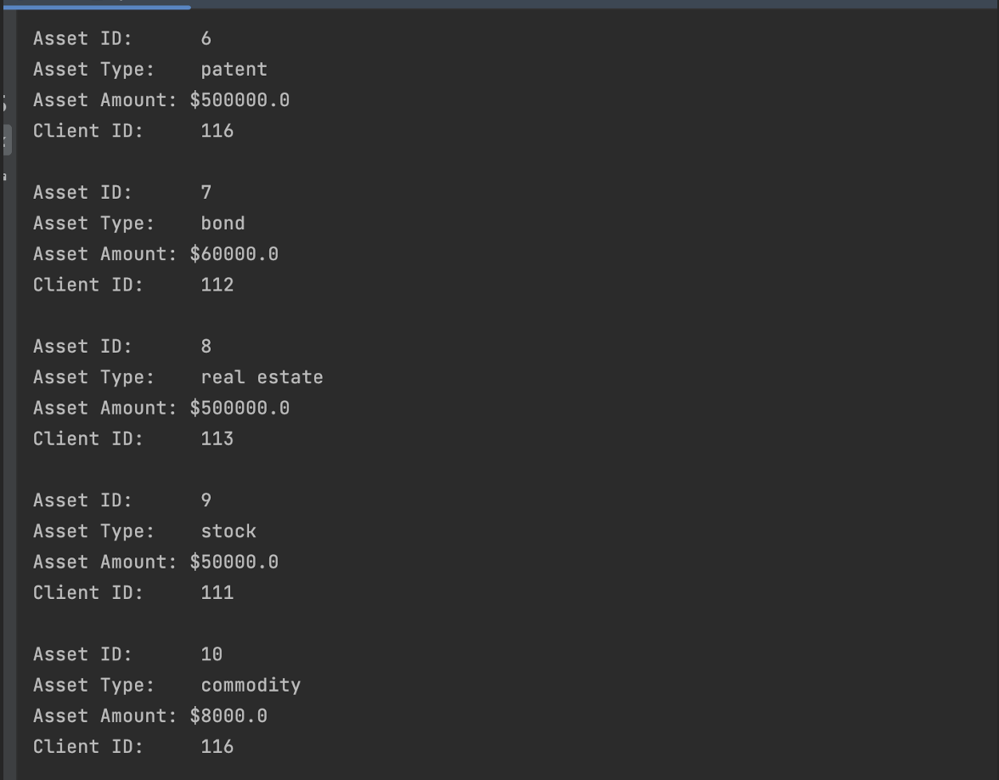 Asset ID:      6
Asset Type:    patent
Asset Amount: $500000.0
Client ID:     116

Asset ID:      7
Asset Type:    bond
Asset Amount: $60000.0
Client ID:     112

Asset ID:      8
Asset Type:    real estate
Asset Amount: $500000.0
Client ID:     113

Asset ID:      9
Asset Type:    stock
Asset Amount: $50000.0
Client ID:     111

Asset ID:      10
Asset Type:    commodity
Asset Amount: $8000.0
Client ID:     116